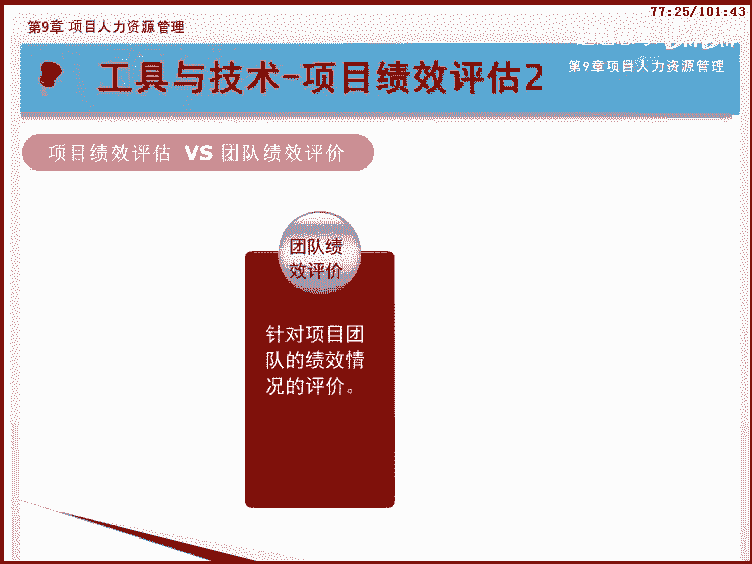 77:25/101:43
第9章 项目人力资源管理
工具与技术-项目绩效评估2
第9章项目人力资源管理
项目绩效评估 VS 团队绩效评价
团队绩
效评价
针对项目团
队的绩效情
况的评价。